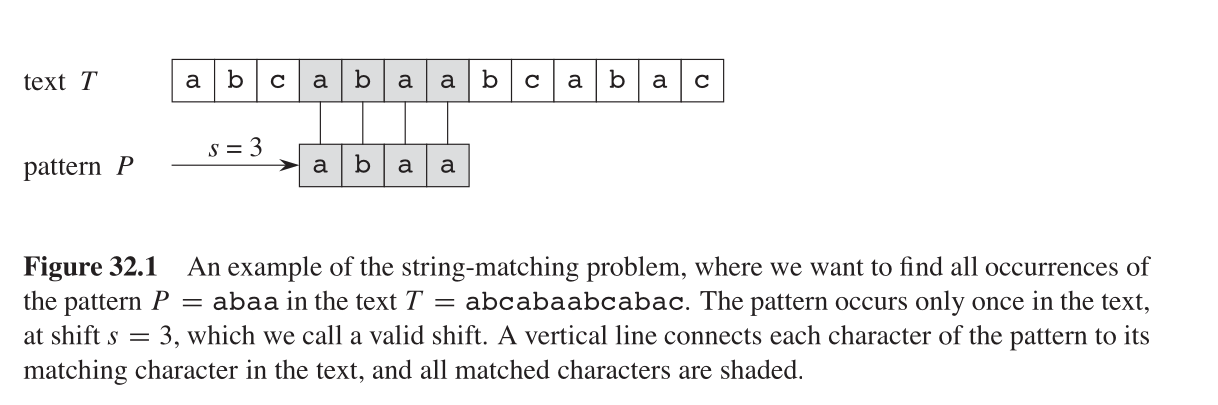 text T a b c a b a a b c a b a c
s = 3
pattern P a b a a
Figure 32.1 An example of the string-matching problem, where we want to find all occurrences of
the pattern P = abaa in the text T = abcabaabcabac. The pattern occurs only once in the text,
at shift s = 3, which we call a valid shift. A vertical line connects each character of the pattern to its
matching character in the text, and all matched characters are shaded.